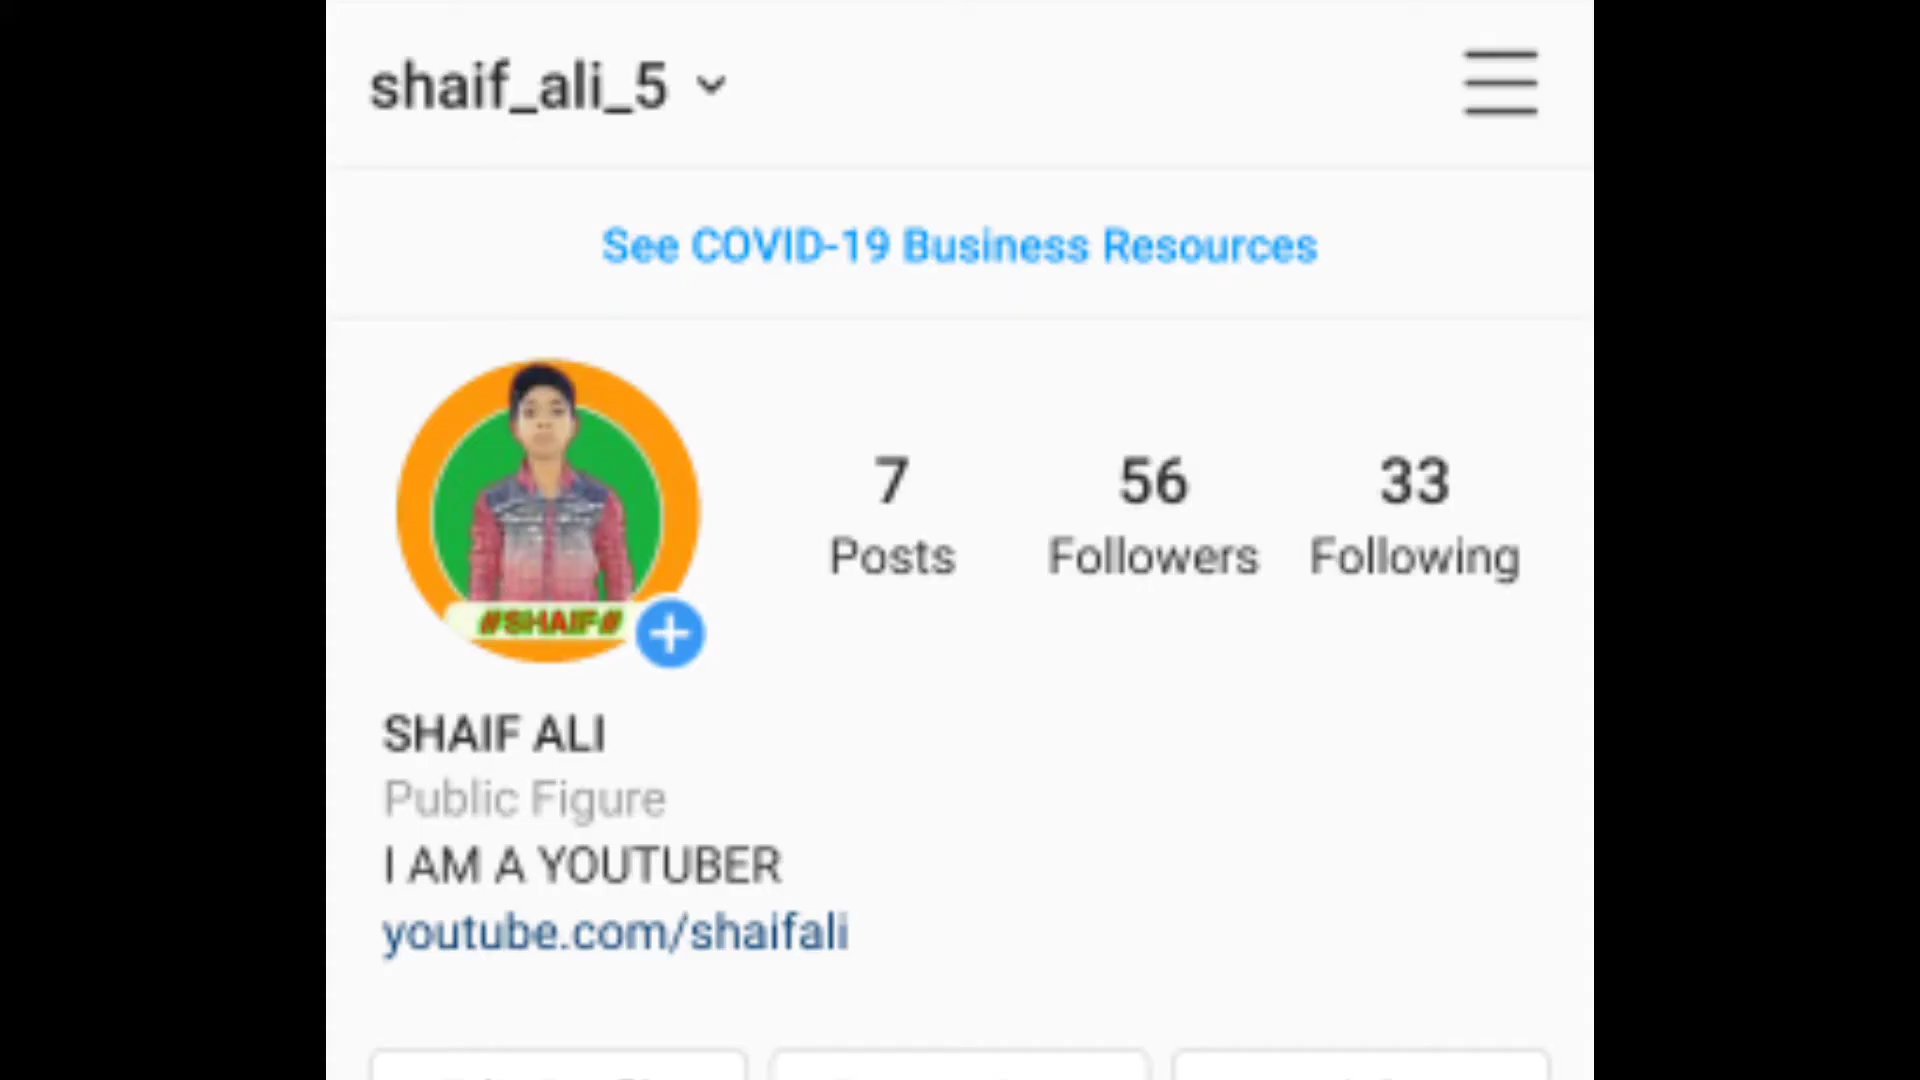 shaif_ali_5
See COVID-19 Business Resources
7 56 33
Posts Followers Following
#SHAIF#
SHAIF ALI
Public Figure
I AM A YOUTUBER
youtube.com/shaifali